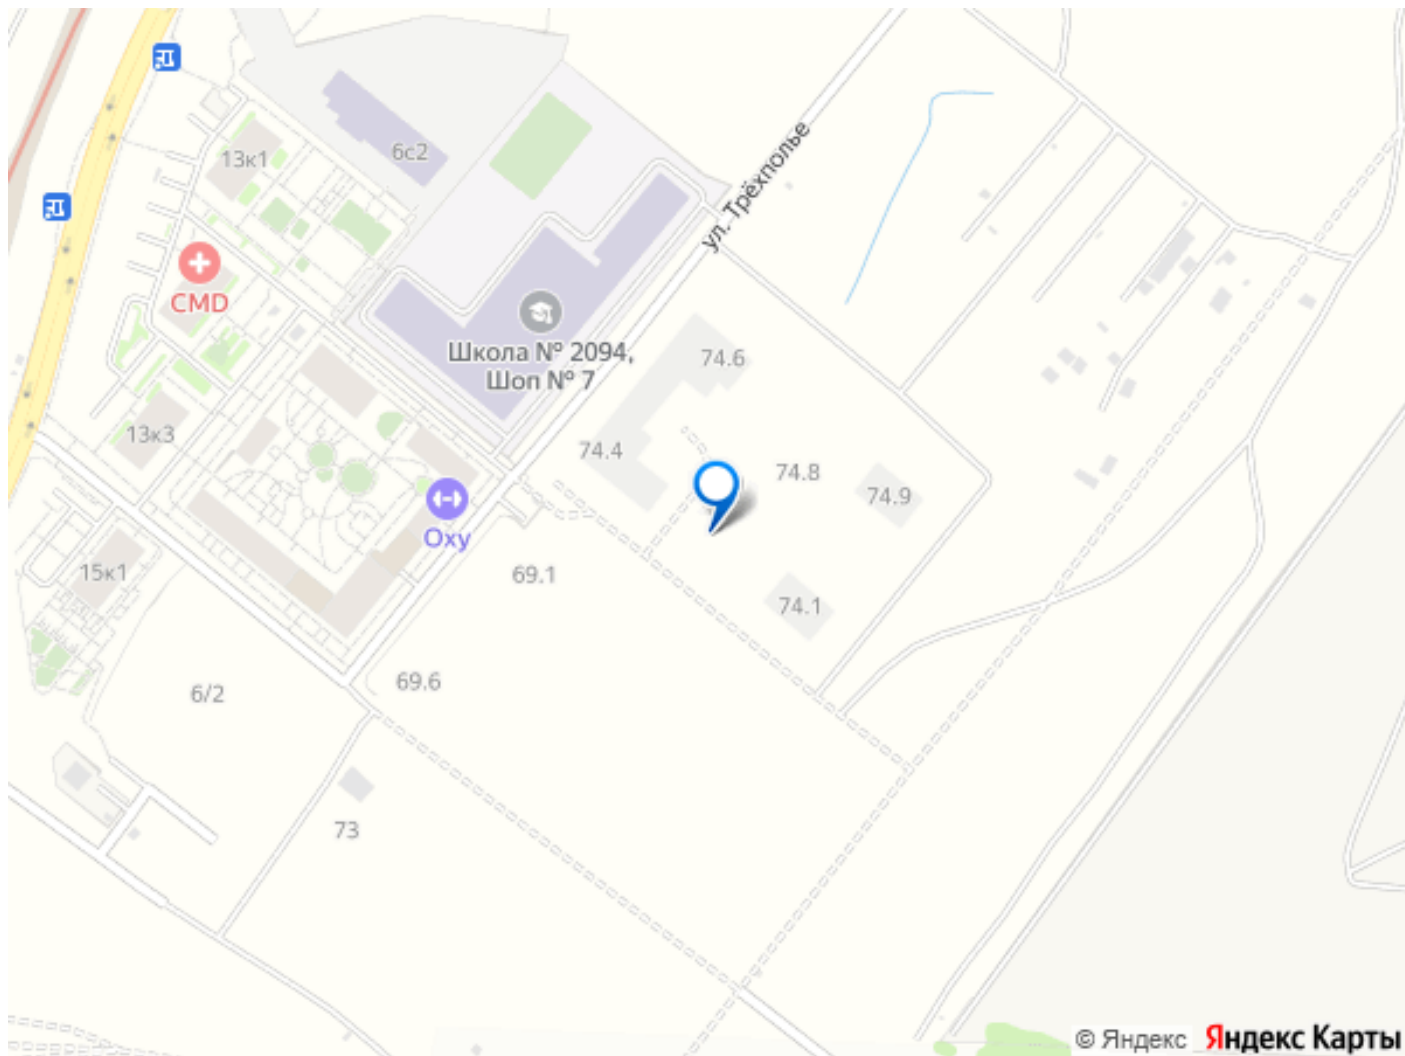 6с2
13к1
ул. Трёхполье
CMD
Школа № 2094,
Шоп № 7
74.6
13к3
74.4
74.8
74.9
Oxy
15к1
69.1
74.1
69.6
6/2
73
© Яндекс Яндекс Карты